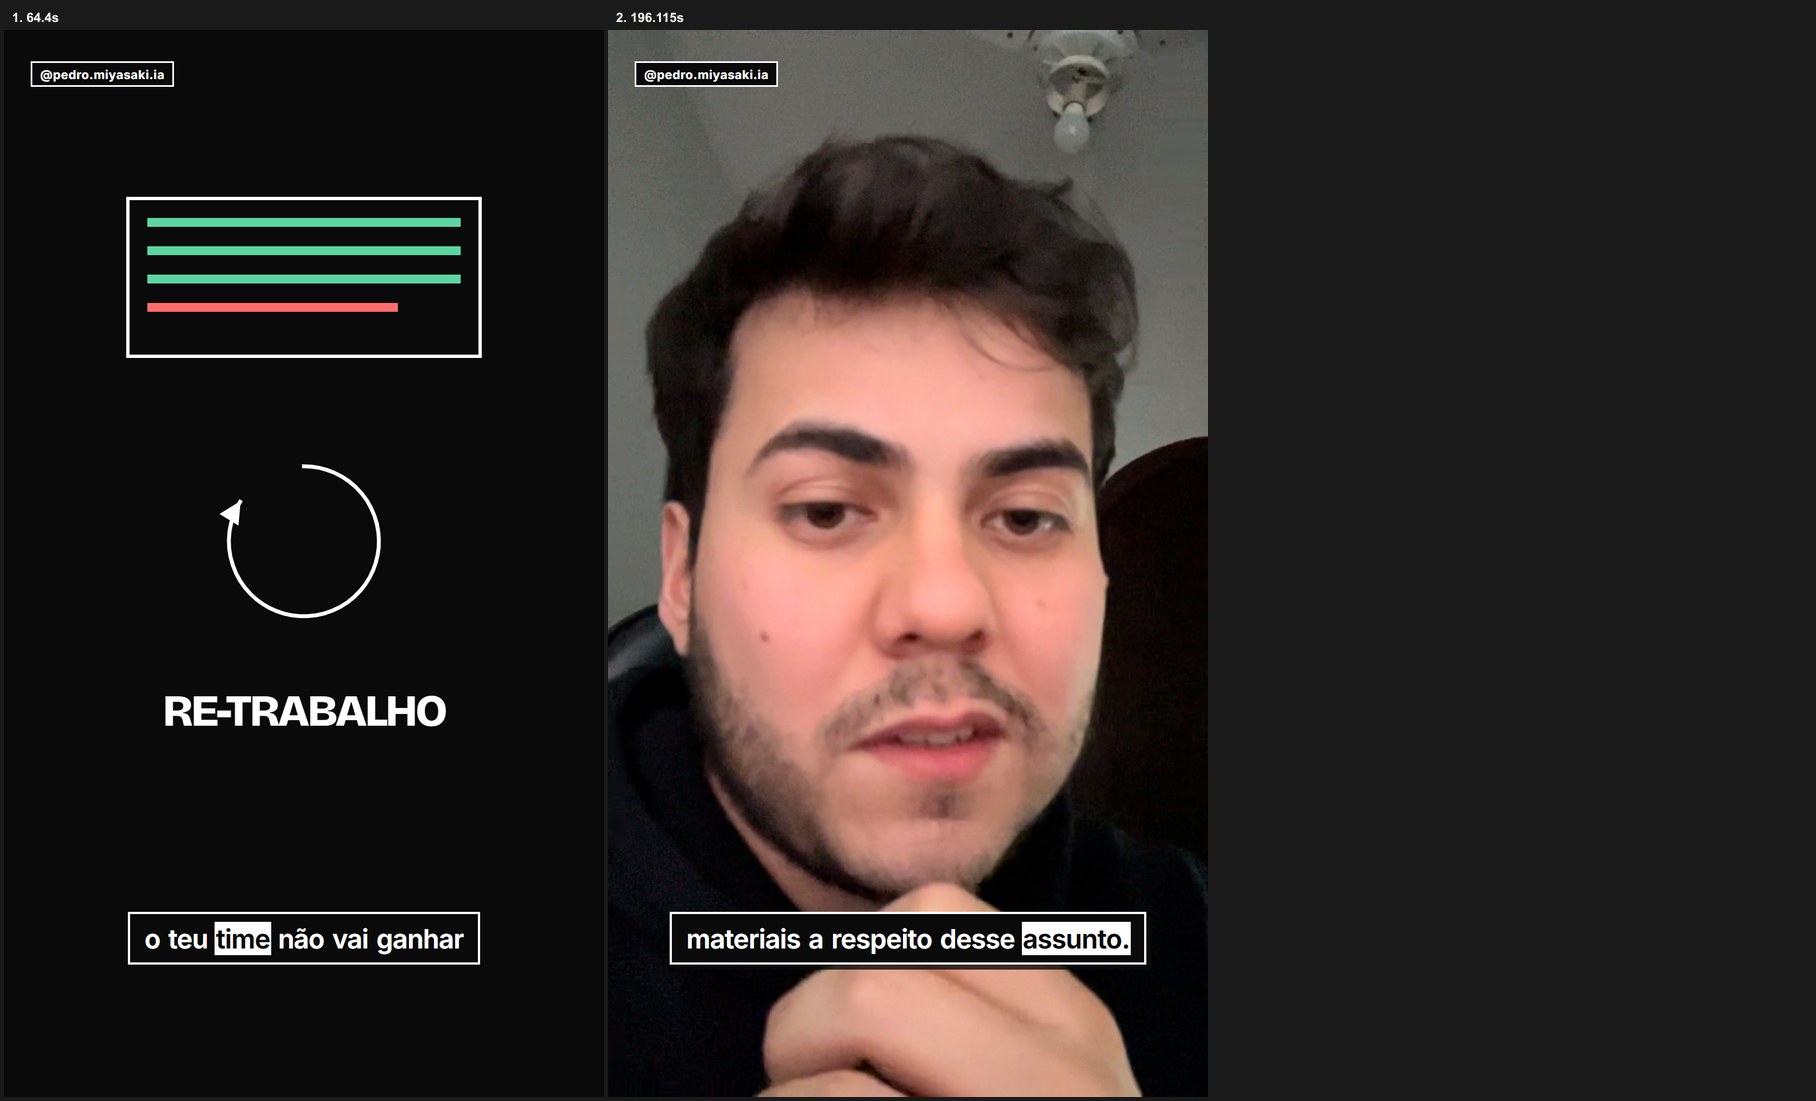 1. 64.4s
@pedro.miyasaki.ia
RE-TRABALHO
o teu time não vai ganhar
2. 196.115s
@pedro.miyasaki.ia
materiais a respeito desse assunto.